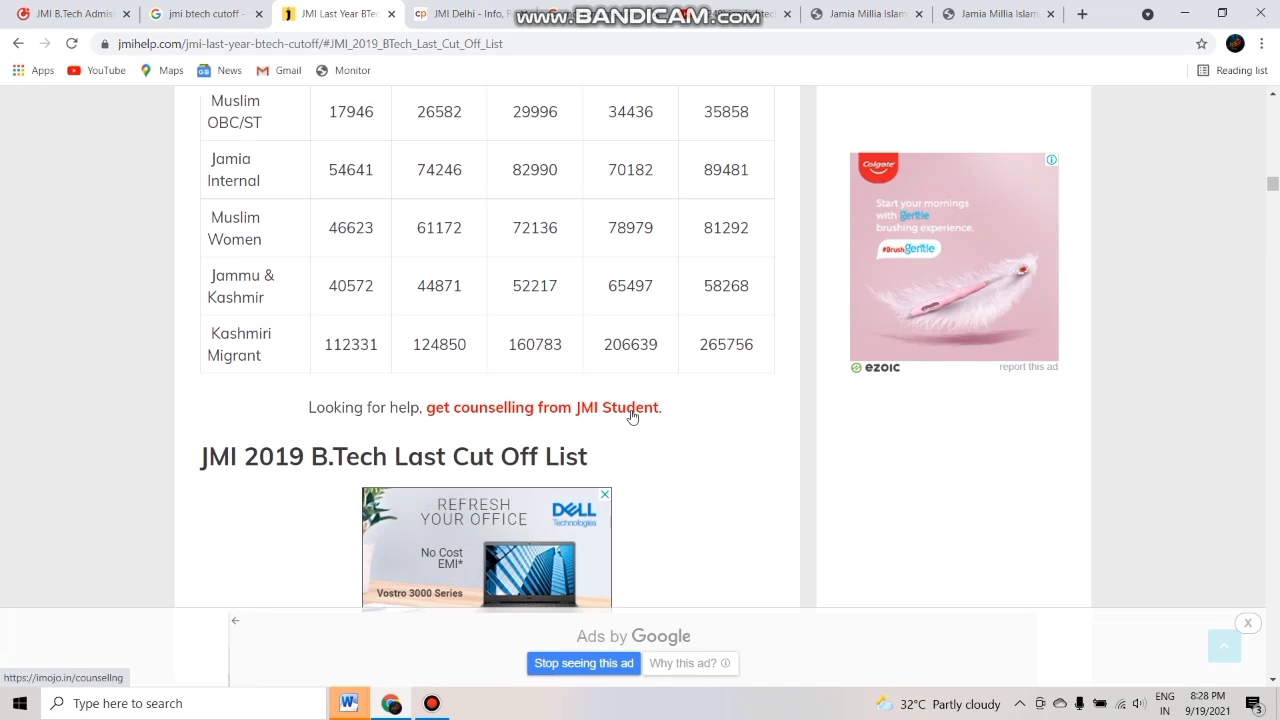 www.BANDICAM.com
JMI B.Tech Admis
jmi btech cutoff -
JMI Last Year BTe
JMI Delhi - Info, R
Jamia Millia Islam
Jamia Millia Islam
jmihelp.com/jmi-last-year-btech-cutoff/#JMI_2019_BTech_Last_Cut_Off_List
Apps YouTube Maps News Gmail Monitor Reading list
Muslim OBC/ST 17946 26582 29996 34436 35858
Jamia Internal 54641 74246 82990 70182 89481
Muslim Women 46623 61172 72136 78979 81292
Jammu & Kashmir 40572 44871 52217 65497 58268
Kashmiri Migrant 112331 124850 160783 206639 265756
Looking for help, get counselling from JMI Student.
JMI 2019 B.Tech Last Cut Off List
REFRESH
YOUR OFFICE
DELL
Technologies
No Cost
EMI*
Vostro 3000 Series
Colgate
Start your mornings
with gentle
brushing experience.
#Brushgentle
ezoic
report this ad
Ads by Google
Stop seeing this ad
Why this ad?
X
https://imojo.in/counsellng
Type here to search
32°C Partly cloudy
ENG
IN
8:28 PM
9/19/2021
3